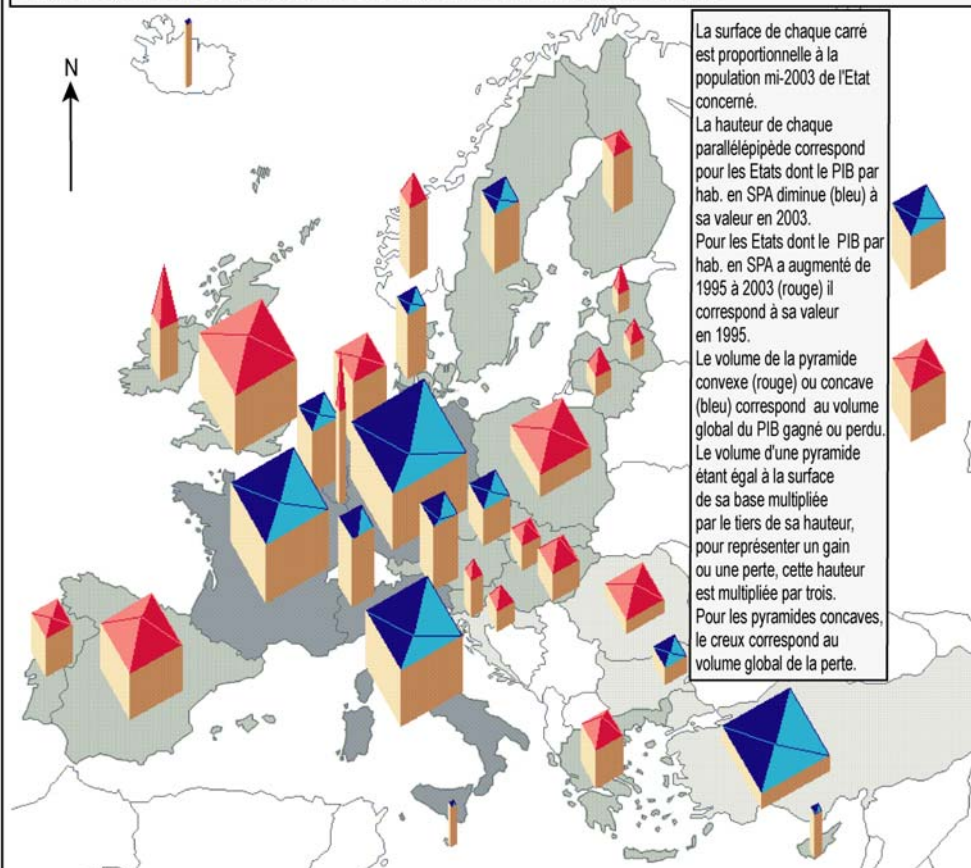 N
La surface de chaque carré
est proportionnelle à la
population mi-2003 de l'Etat
concerné.
La hauteur de chaque
parallélépipède correspond
pour les Etats dont le PIB par
hab. en SPA diminue (bleu) à
sa valeur en 2003.
Pour les Etats dont le PIB par
hab. en SPA a augmenté de
1995 à 2003 (rouge) il
correspond à sa valeur
en 1995.
Le volume de la pyramide
convexe (rouge) ou concave
(bleu) correspond au volume
global du PIB gagné ou perdu.
Le volume d'une pyramide
étant égal à la surface
de sa base multipliée
par le tiers de sa hauteur,
pour représenter un gain
ou une perte, cette hauteur
est multipliée par trois.
Pour les pyramides concaves,
le creux correspond au
volume global de la perte.